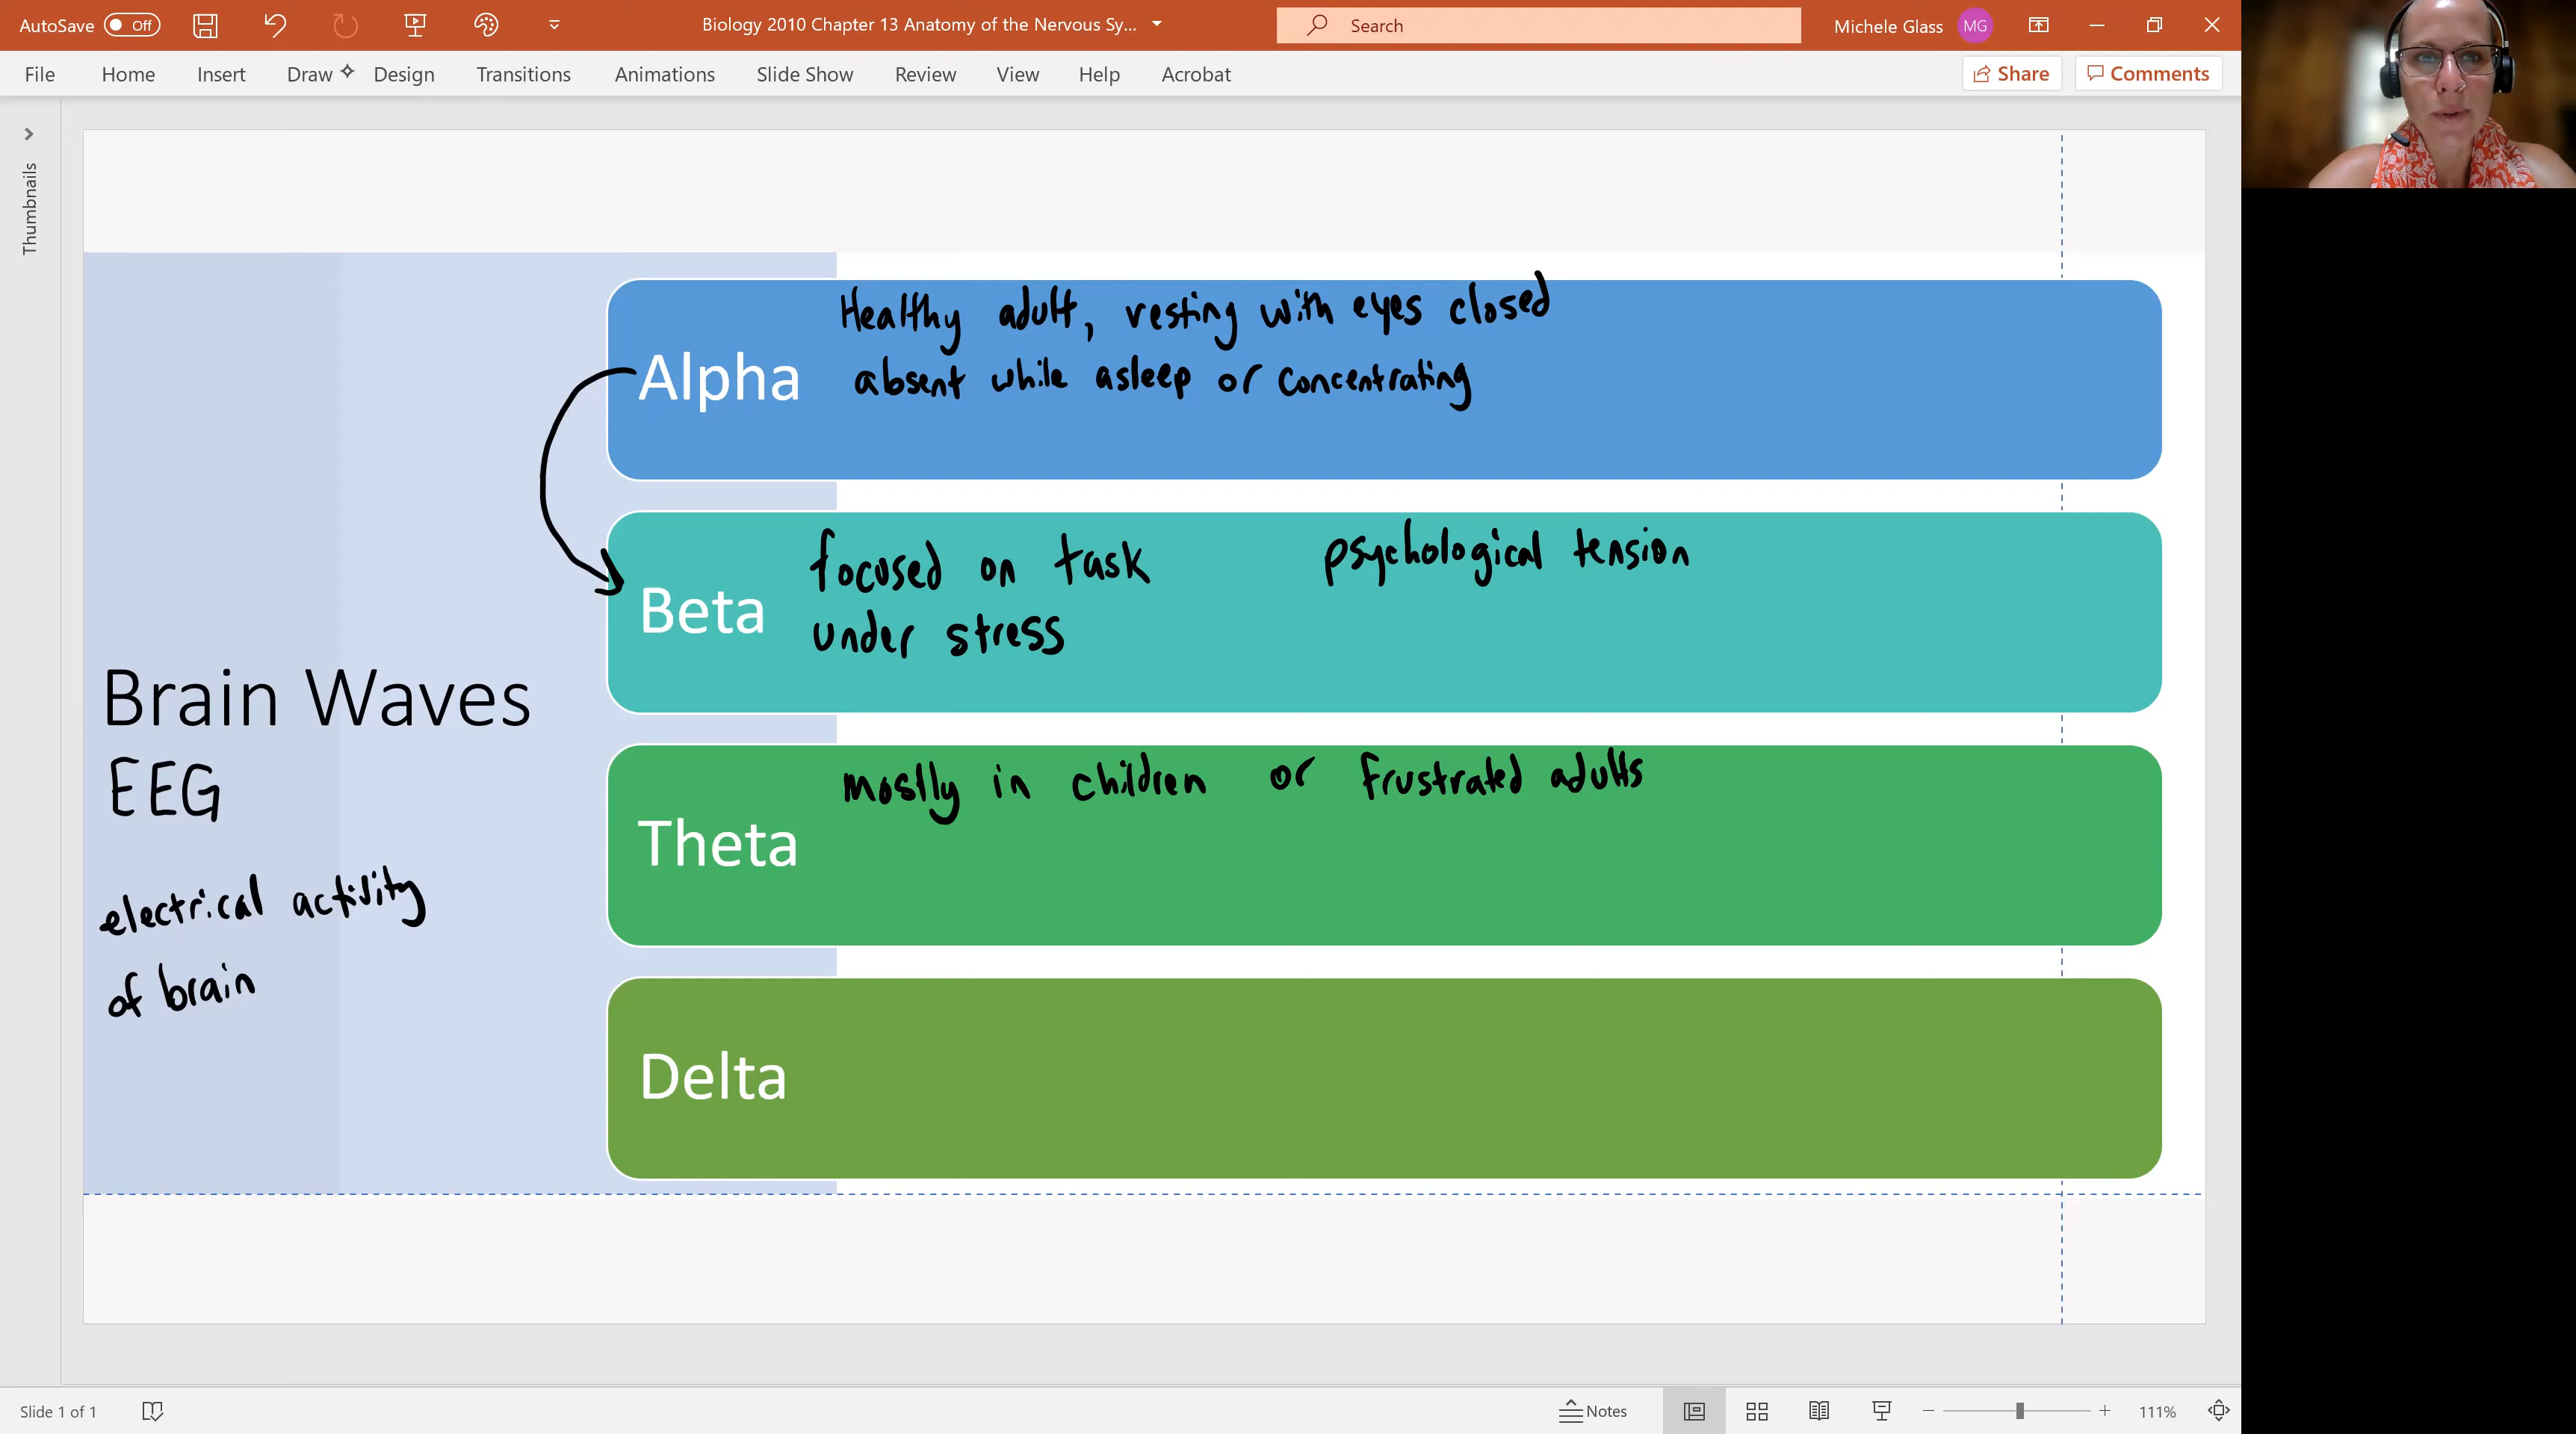 AutoSave Off
Biology 2010 Chapter 13 Anatomy of the Nervous Sy...
Search
Michele Glass MG
File Home Insert Draw Design Transitions Animations Slide Show Review View Help Acrobat
Share Comments
Thumbnails
Brain Waves
EEG
electrical activity
of brain
Alpha
Healthy adult, resting with eyes closed
absent while asleep or concentrating
Beta
focused on task psychological tension
under stress
Theta
mostly in children or frustrated adults
Delta
Slide 1 of 1
Notes
111%